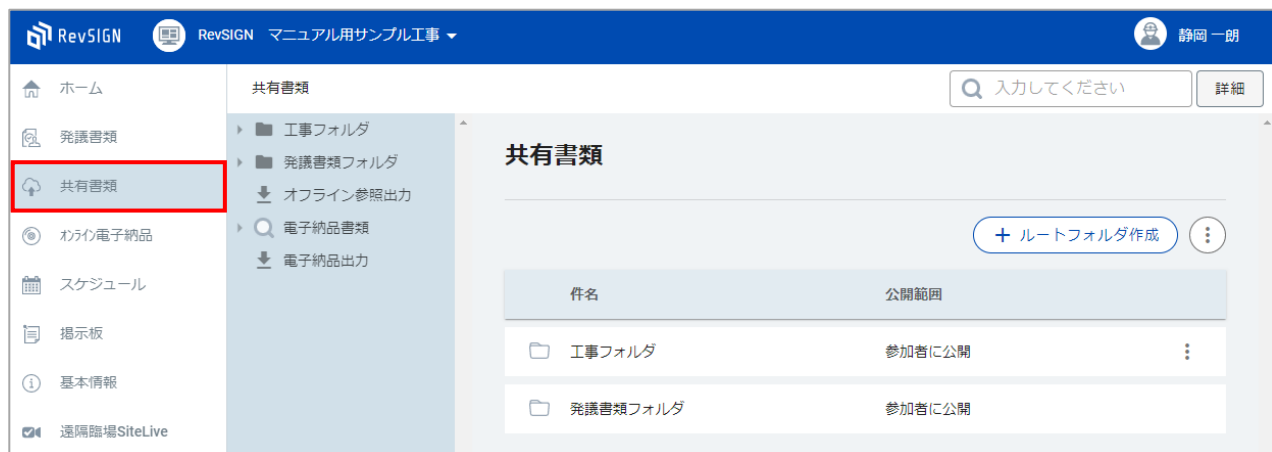 RevSIGN RevSIGN マニュアル用サンプル工事 静岡 一朗
ホーム
発議書類
共有書類
オンライン電子納品
スケジュール
掲示板
基本情報
遠隔臨場SiteLive
共有書類
入力してください 詳細
工事フォルダ
発議書類フォルダ
オフライン参照出力
電子納品書類
電子納品出力
共有書類
+ ルートフォルダ作成
件名 公開範囲
工事フォルダ 参加者に公開
発議書類フォルダ 参加者に公開